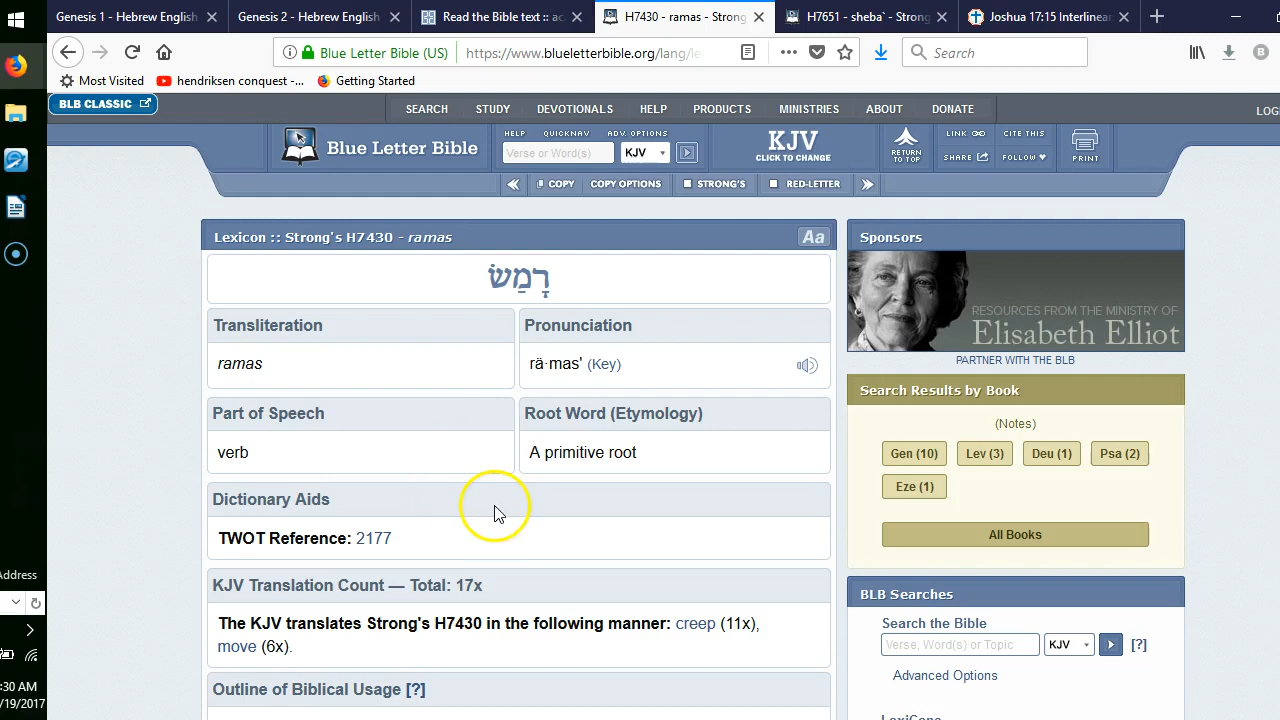 Genesis 1 - Hebrew English
Genesis 2 - Hebrew English
Read the Bible text :: ac
H7430 - ramas - Strong
H7651 - sheba` - Strong
Joshua 17:15 Interlinea
Blue Letter Bible (US)
https://www.blueletterbible.org/lang/le
Search
Most Visited
henriksen conquest -...
Getting Started
BLB CLASSIC
SEARCH STUDY DEVOTIONALS HELP PRODUCTS MINISTRIES ABOUT DONATE
LOG
Blue Letter Bible
HELP QUICKNAV ADV. OPTIONS
Verse or Word(s)
KJV
KJV
CLICK TO CHANGE
RETURN
TO TOP
LINK
CITE THIS
SHARE
FOLLOW
PRINT
COPY COPY OPTIONS STRONG'S RED-LETTER
Lexicon :: Strong's H7430 - ramas
Aa
רָמַשׂ
Transliteration
ramas
Pronunciation
rä·mas' (Key)
Part of Speech
verb
Root Word (Etymology)
A primitive root
Dictionary Aids
TWOT Reference: 2177
KJV Translation Count — Total: 17x
The KJV translates Strong's H7430 in the following manner: creep (11x),
move (6x).
Outline of Biblical Usage [?]
Sponsors
RESOURCES FROM THE MINISTRY OF
Elisabeth Elliot
PARTNER WITH THE BLB
Search Results by Book
(Notes)
Gen (10) Lev (3) Deu (1) Psa (2)
Eze (1)
All Books
BLB Searches
Search the Bible
Verse, Word(s) or Topic
KJV
[?]
Advanced Options
Address
:30 AM
/19/2017